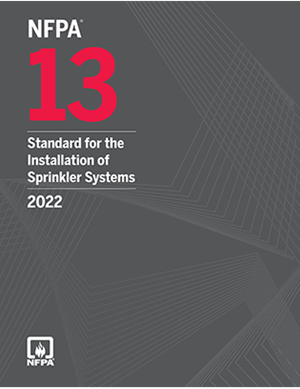 NFPA®
13
Standard for the
Installation of
Sprinkler Systems
2022
NFPA®